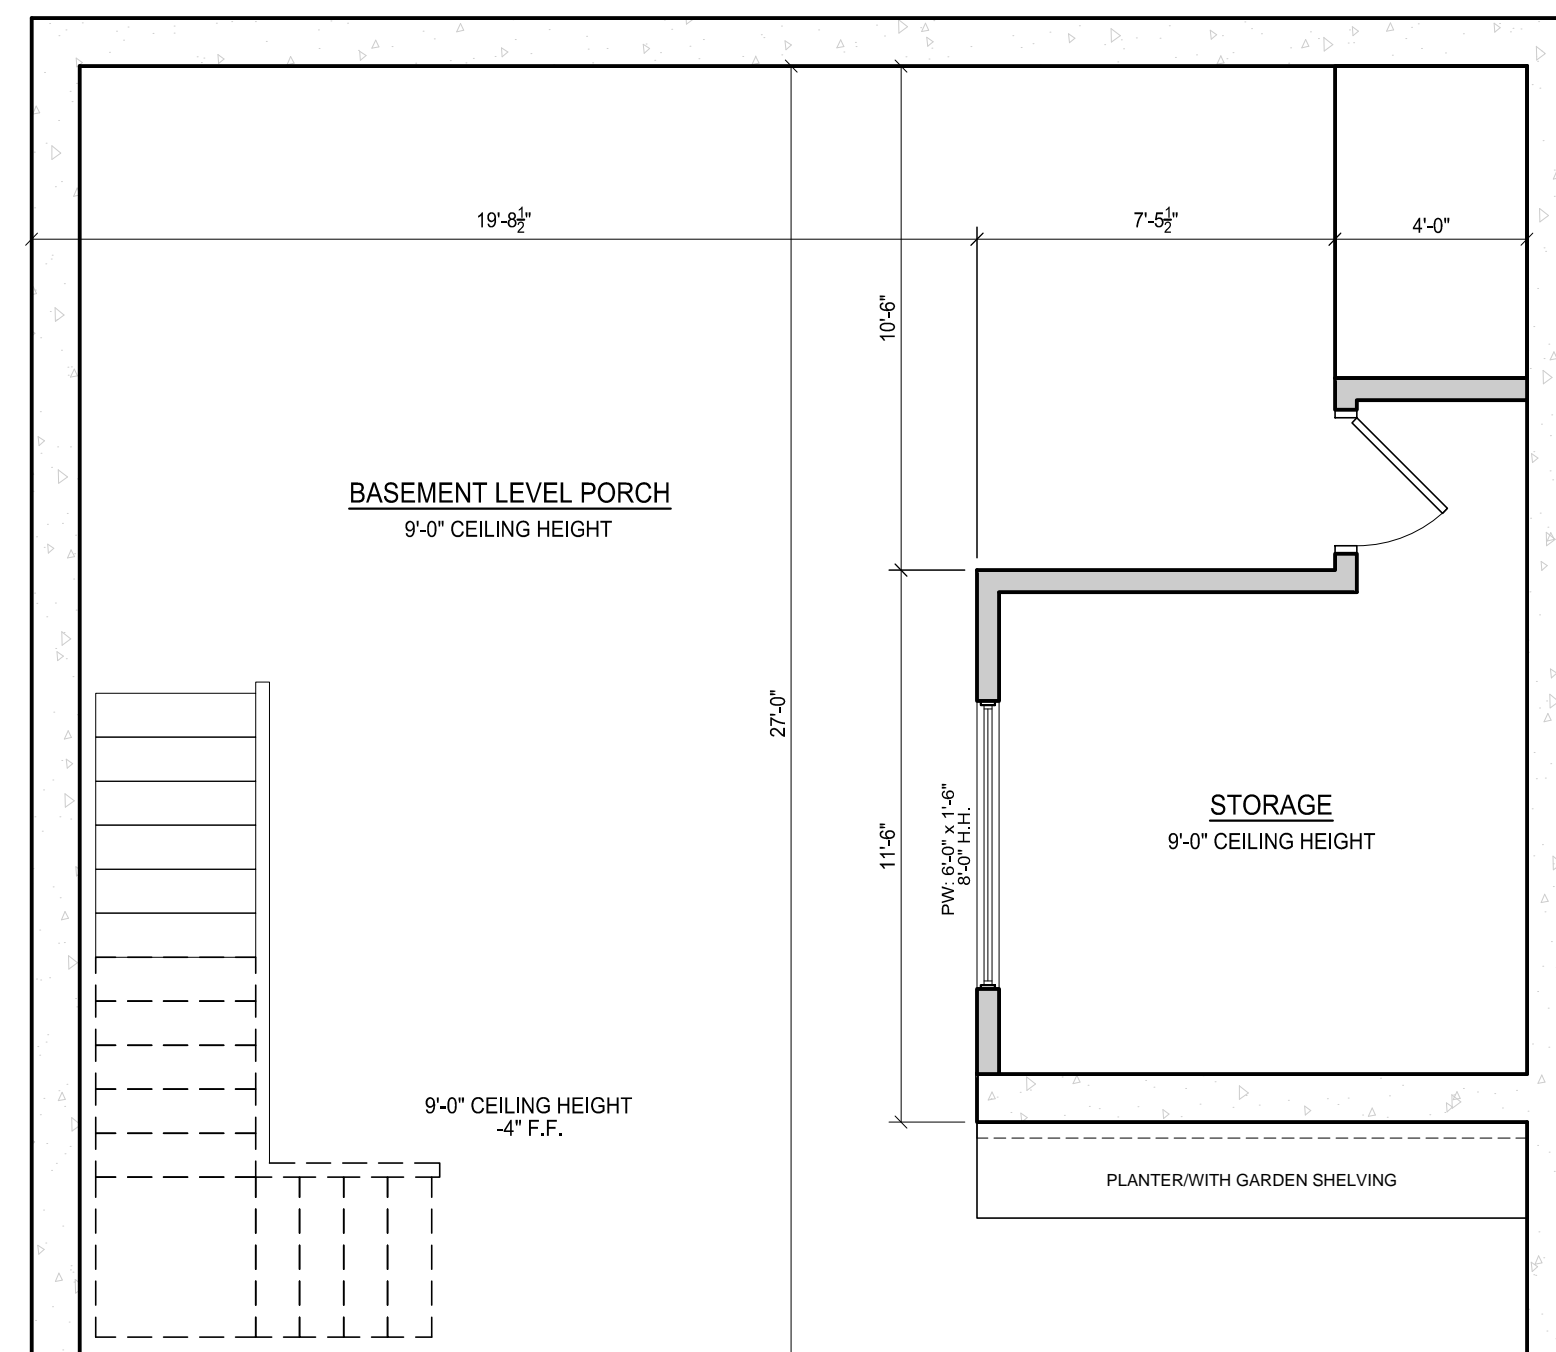 19'-8½"
7'-5½"
4'-0"
10'-6"
BASEMENT LEVEL PORCH
9'-0" CEILING HEIGHT
27'-0"
11'-6"
PW: 6'-0" x 1'-6"
8'-0" H.H.
STORAGE
9'-0" CEILING HEIGHT
9'-0" CEILING HEIGHT
-4" F.F.
PLANTER/WITH GARDEN SHELVING